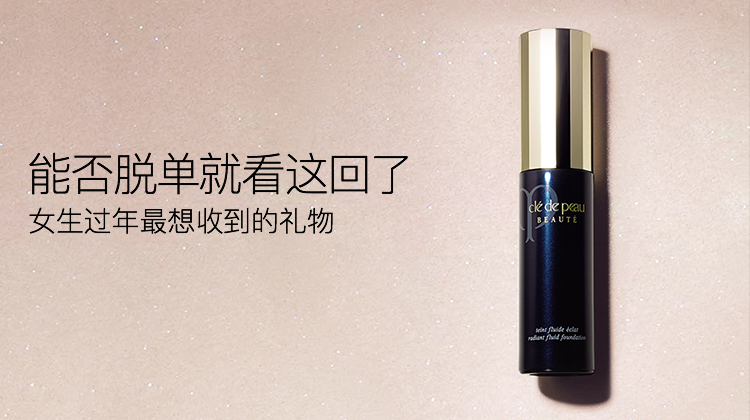 能否脱单就看这回了
女生过年最想收到的礼物
clé de peau
BEAUTÉ
teint fluide éclat
radiant fluid foundation